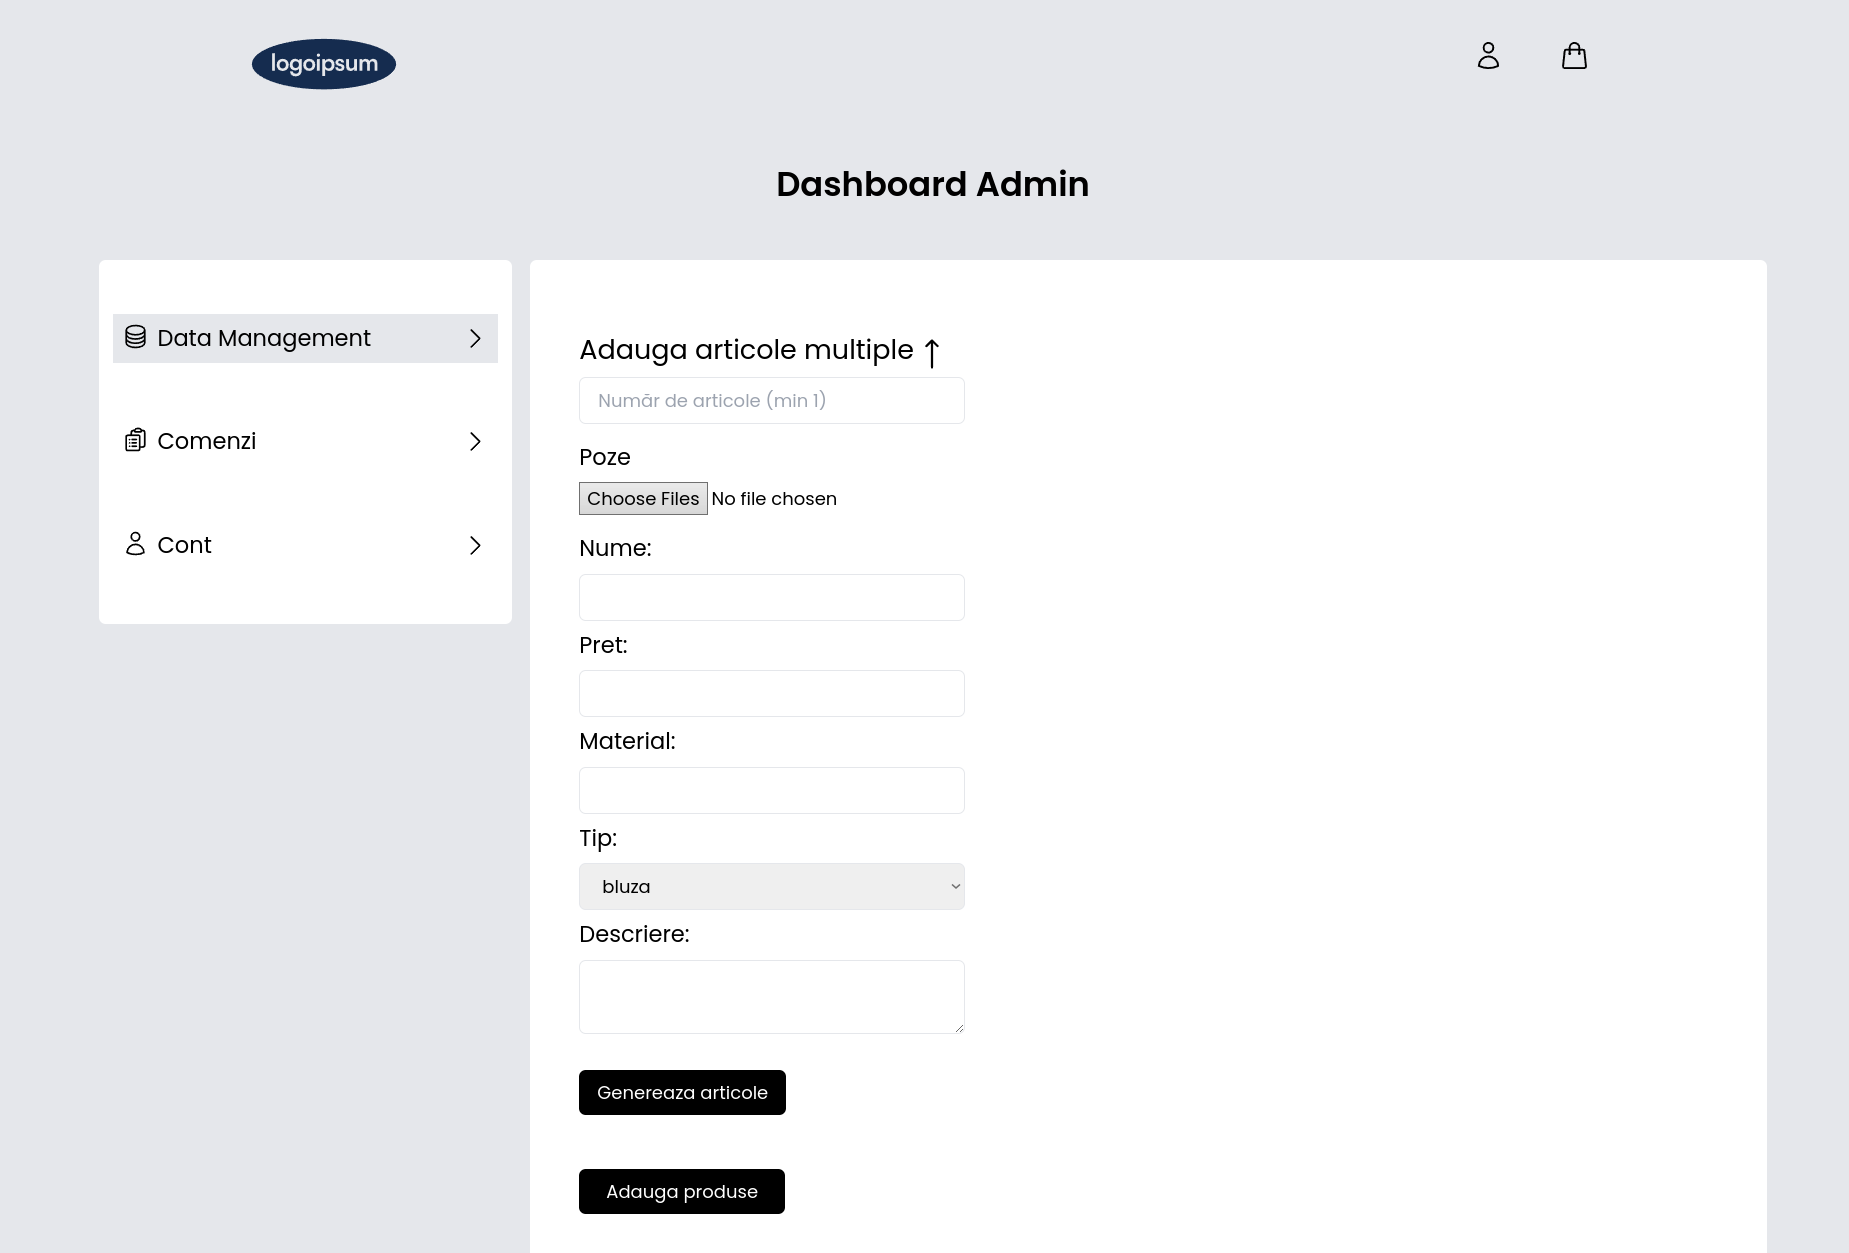 logoipsum
Dashboard Admin
Data Management
Comenzi
Cont
Adauga articole multiple ↑
Număr de articole (min 1)
Poze
Choose Files No file chosen
Nume:
Pret:
Material:
Tip:
bluza
Descriere:
Genereaza articole
Adauga produse